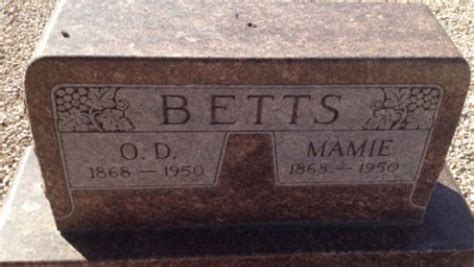 BETTS
O. D. MAMIE
1868 — 1950 1868 — 1950